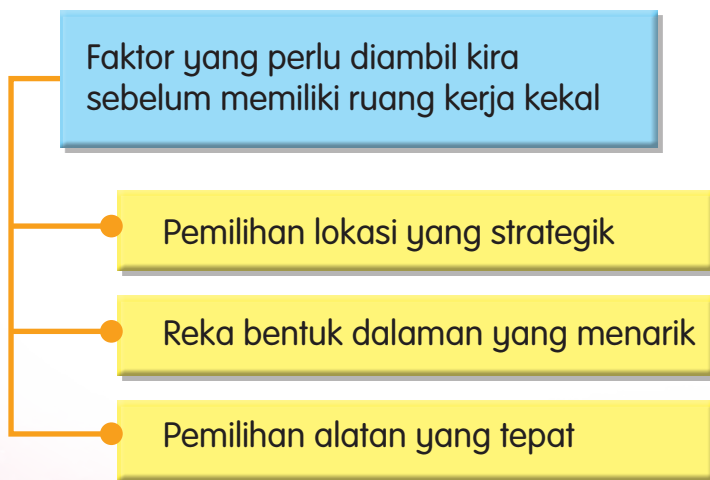 Faktor yang perlu diambil kira
sebelum memiliki ruang kerja kekal
Pemilihan lokasi yang strategik
Reka bentuk dalaman yang menarik
Pemilihan alatan yang tepat